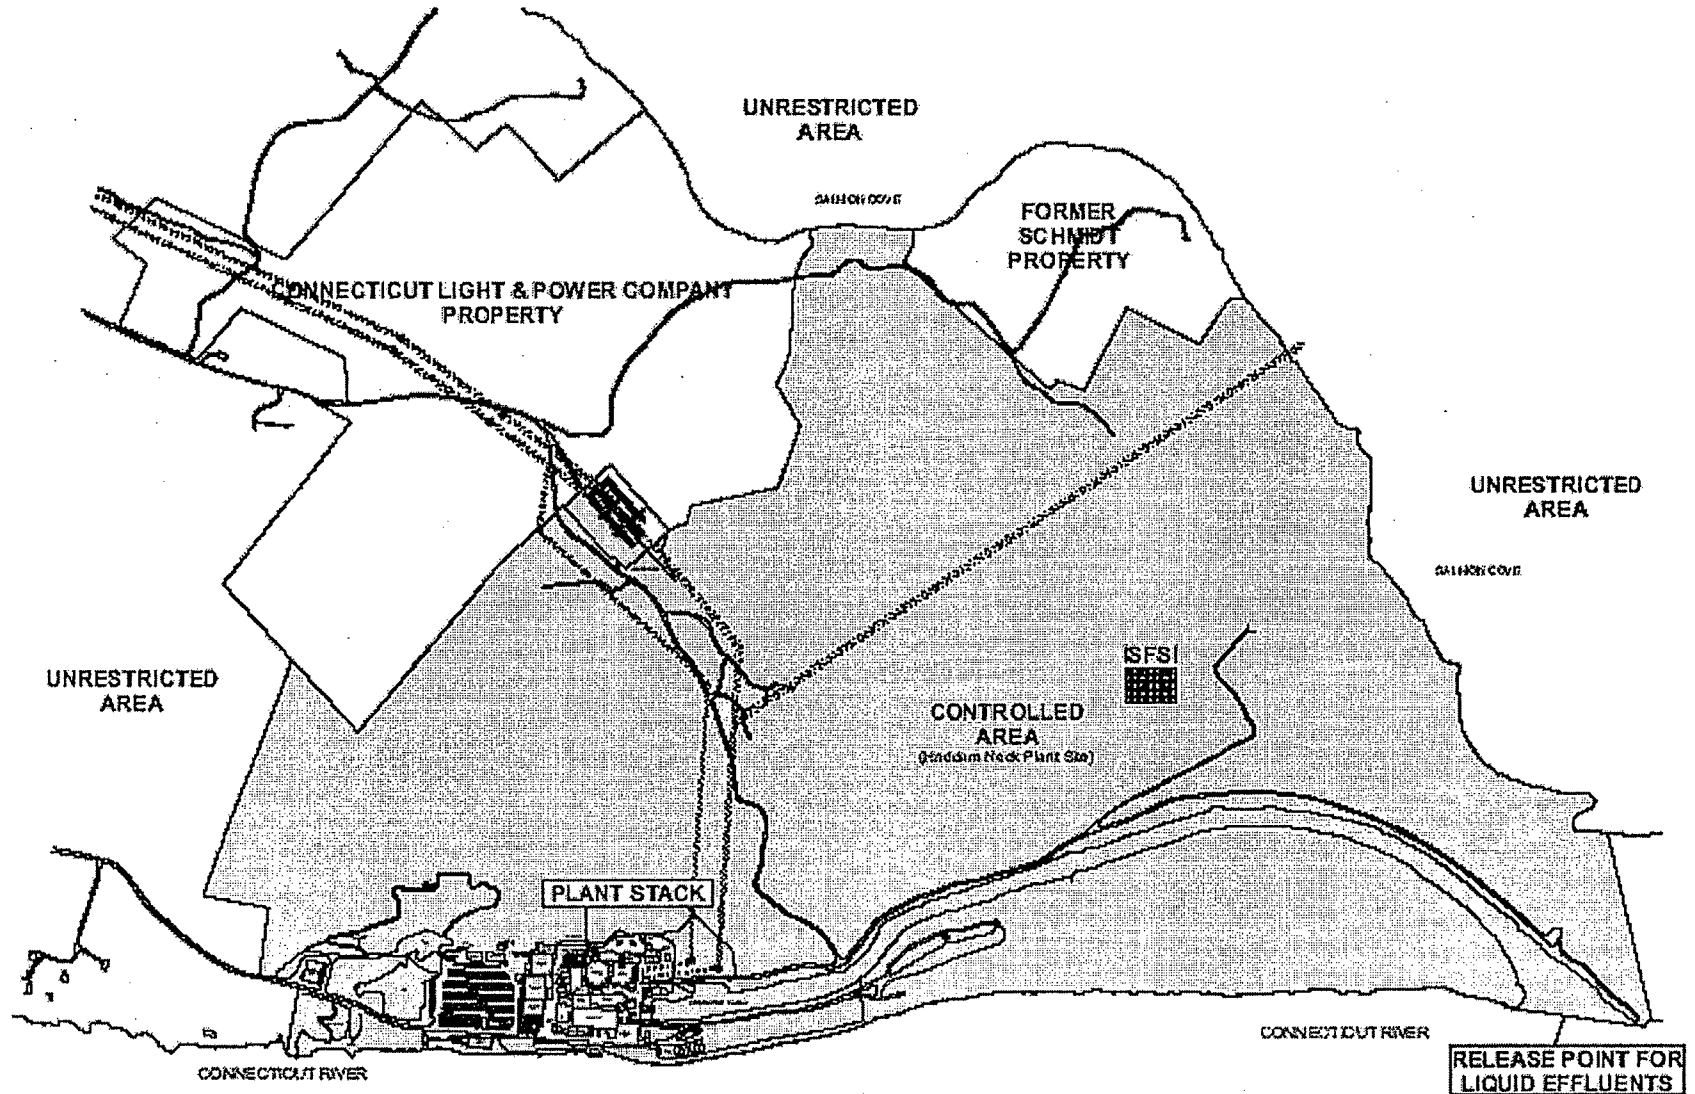 UNRESTRICTED
AREA
SALMON COVE
FORMER
SCHMIDT
PROPERTY
CONNECTICUT LIGHT & POWER COMPANT
PROPERTY
UNRESTRICTED
AREA
SALMON COVE
ISFSI
UNRESTRICTED
AREA
CONTROLLED
AREA
(Haddam Neck Plant Site)
PLANT STACK
CONNECTICUT RIVER
CONNECTICUT RIVER
RELEASE POINT FOR
LIQUID EFFLUENTS